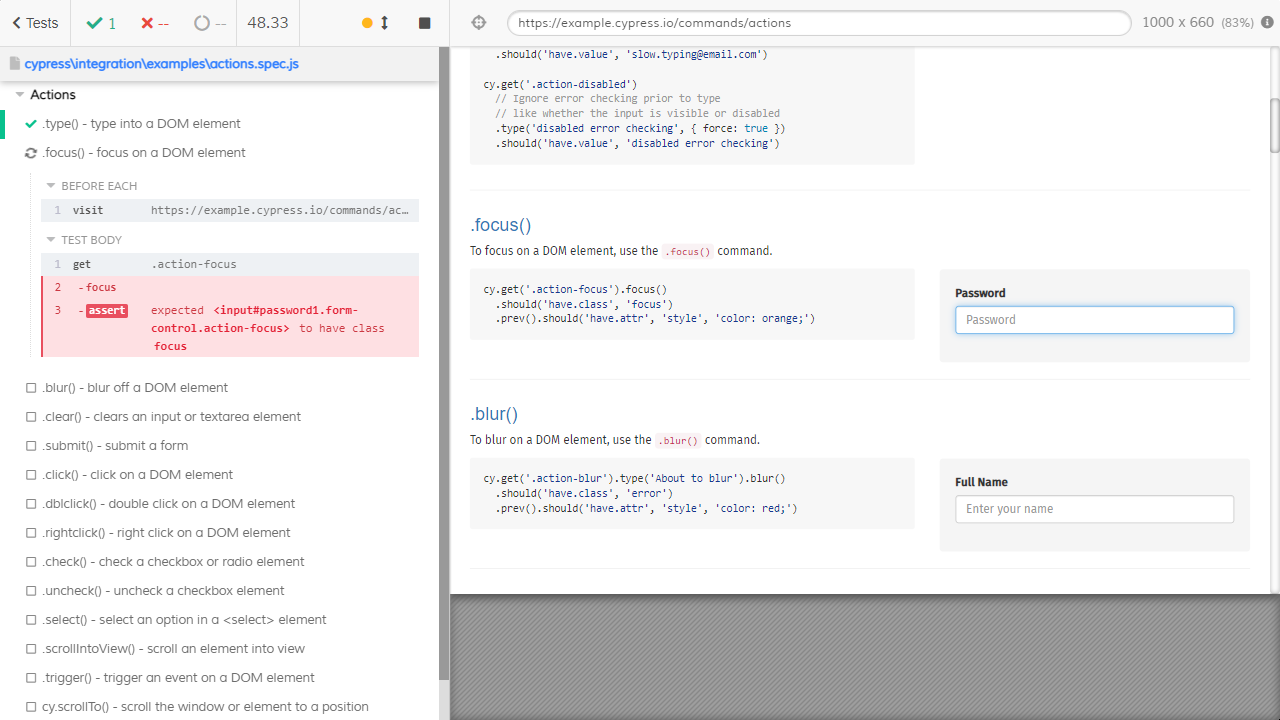 Tests
1
--
--
48.33
https://example.cypress.io/commands/actions
1000 x 660 (83%)
cypress\integration\examples\actions.spec.js
Actions
.type() - type into a DOM element
.focus() - focus on a DOM element
BEFORE EACH
1 visit https://example.cypress.io/commands/ac…
TEST BODY
1 get .action-focus
2 -focus
3 -assert expected <input#password1.form-
control.action-focus> to have class
focus
.blur() - blur off a DOM element
.clear() - clears an input or textarea element
.submit() - submit a form
.click() - click on a DOM element
.dblclick() - double click on a DOM element
.rightclick() - right click on a DOM element
.check() - check a checkbox or radio element
.uncheck() - uncheck a checkbox element
.select() - select an option in a <select> element
.scrollIntoView() - scroll an element into view
.trigger() - trigger an event on a DOM element
cy.scrollTo() - scroll the window or element to a position
.should('have.value', 'slow.typing@email.com')
cy.get('.action-disabled')
// Ignore error checking prior to type
// like whether the input is visible or disabled
.type('disabled error checking', { force: true })
.should('have.value', 'disabled error checking')
.focus()
To focus on a DOM element, use the .focus() command.
cy.get('.action-focus').focus()
.should('have.class', 'focus')
.prev().should('have.attr', 'style', 'color: orange;')
Password
Password
.blur()
To blur on a DOM element, use the .blur() command.
cy.get('.action-blur').type('About to blur').blur()
.should('have.class', 'error')
.prev().should('have.attr', 'style', 'color: red;')
Full Name
Enter your name